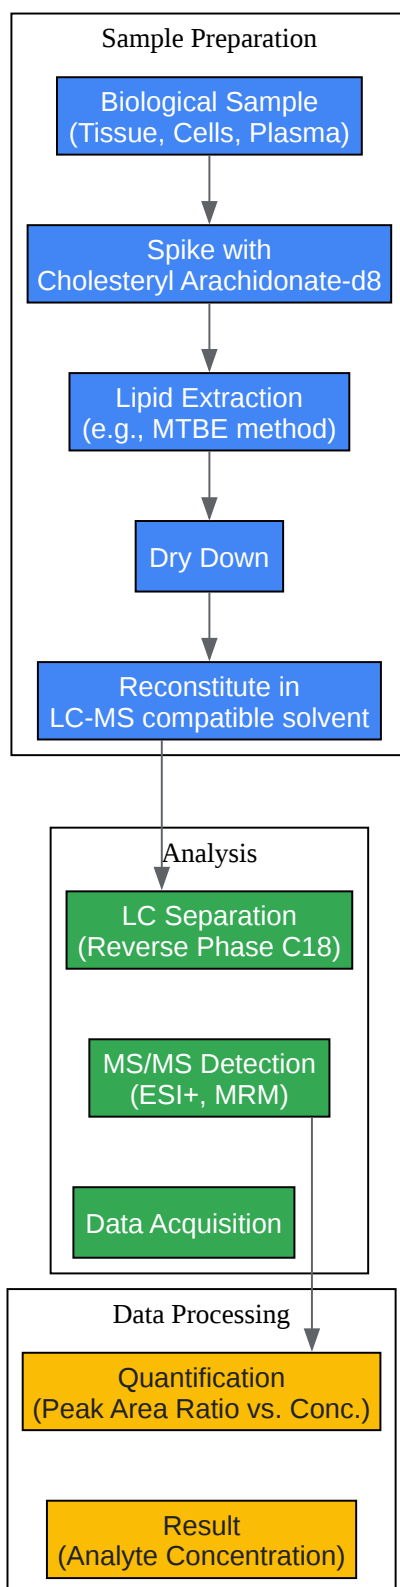 Sample Preparation
Biological Sample
(Tissue, Cells, Plasma)
Spike with
Cholesteryl Arachidonate-d8
Lipid Extraction
(e.g., MTBE method)
Dry Down
Reconstitute in
LC-MS compatible solvent
Analysis
LC Separation
(Reverse Phase C18)
MS/MS Detection
(ESI+, MRM)
Data Acquisition
Data Processing
Quantification
(Peak Area Ratio vs. Conc.)
Result
(Analyte Concentration)